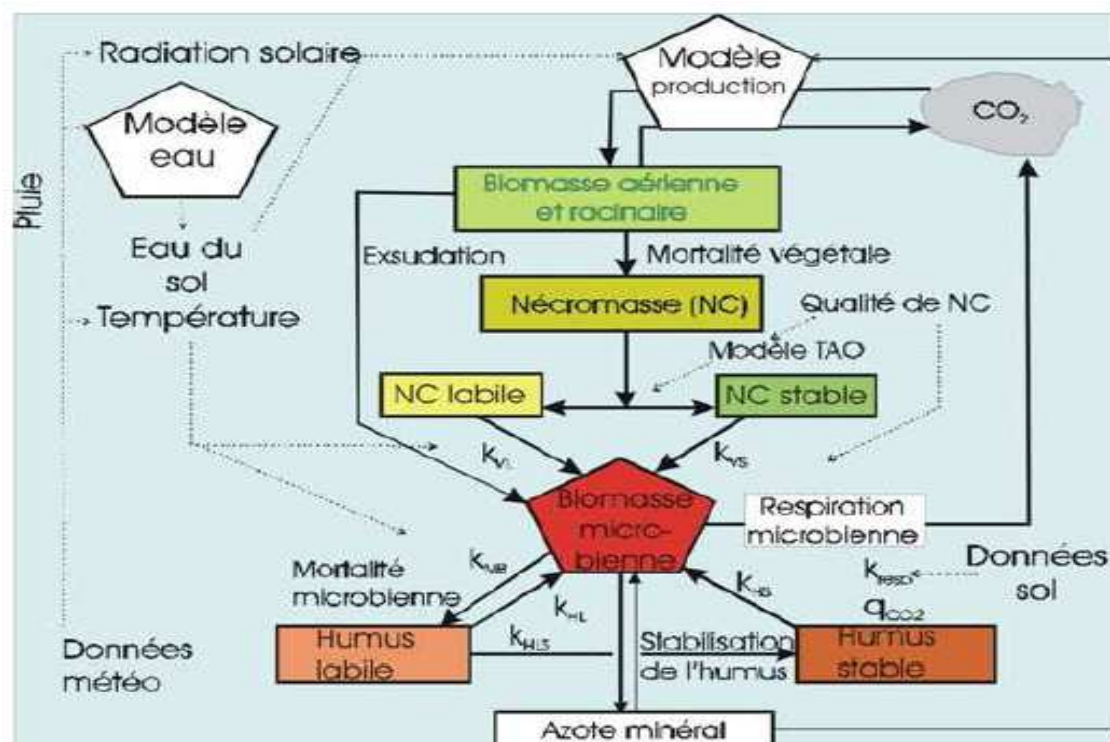 Radiation solaire
Modèle
production
CO₂
Modèle
eau
Pluie
Biomasse aérienne
et racinaire
Eau du
sol
Exsudation
Mortalité végétale
Température
Nécromasse (NC)
Qualité de NC
Modèle TAO
NC labile
NC stable
k_VL
k_VS
Biomasse
micro-
bienne
Respiration
microbienne
Mortalité
microbienne
k_MB
k_HL
k_HS
k_resp
Données
sol
qCO2
Humus
labile
k_HLS
Stabilisation
de l'humus
Humus
stable
Données
météo
Azote minéral